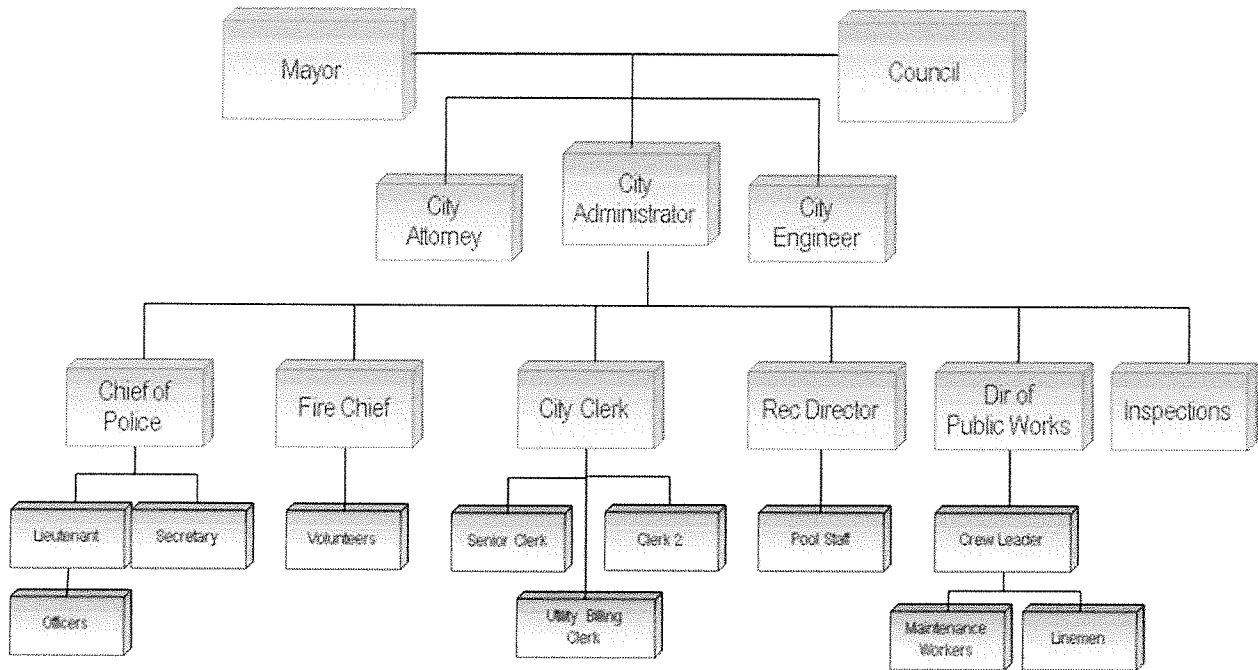 Mayor
Council
City
Attorney
City
Administrator
City
Engineer
Chief of
Police
Fire Chief
City Clerk
Rec Director
Dir of
Public Works
Inspections
Lieutenant
Secretary
Volunteers
Senior Clerk
Clerk 2
Pool Staff
Crew Leader
Officers
Utility Billing
Clerk
Maintenance
Workers
Linemen